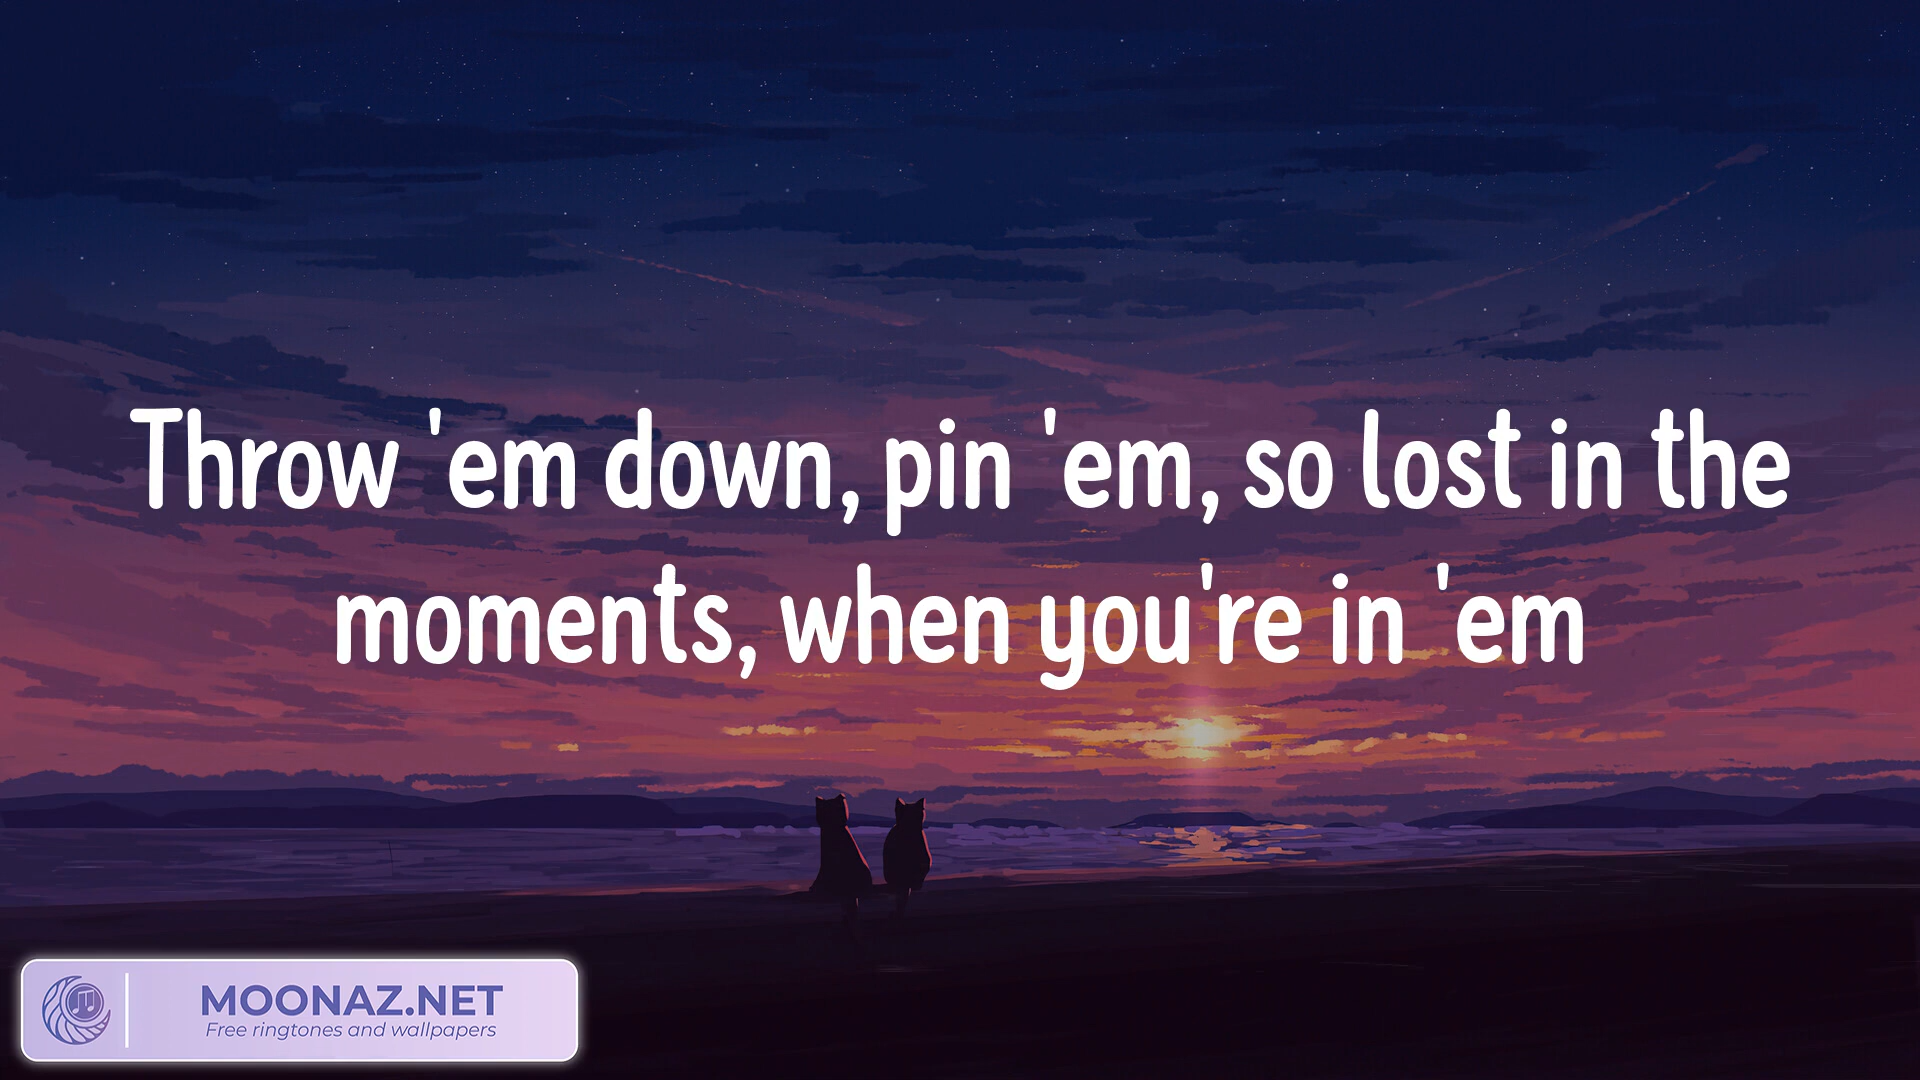 Throw 'em down, pin 'em, so lost in the
moments, when you're in 'em
MOONAZ.NET
Free ringtones and wallpapers